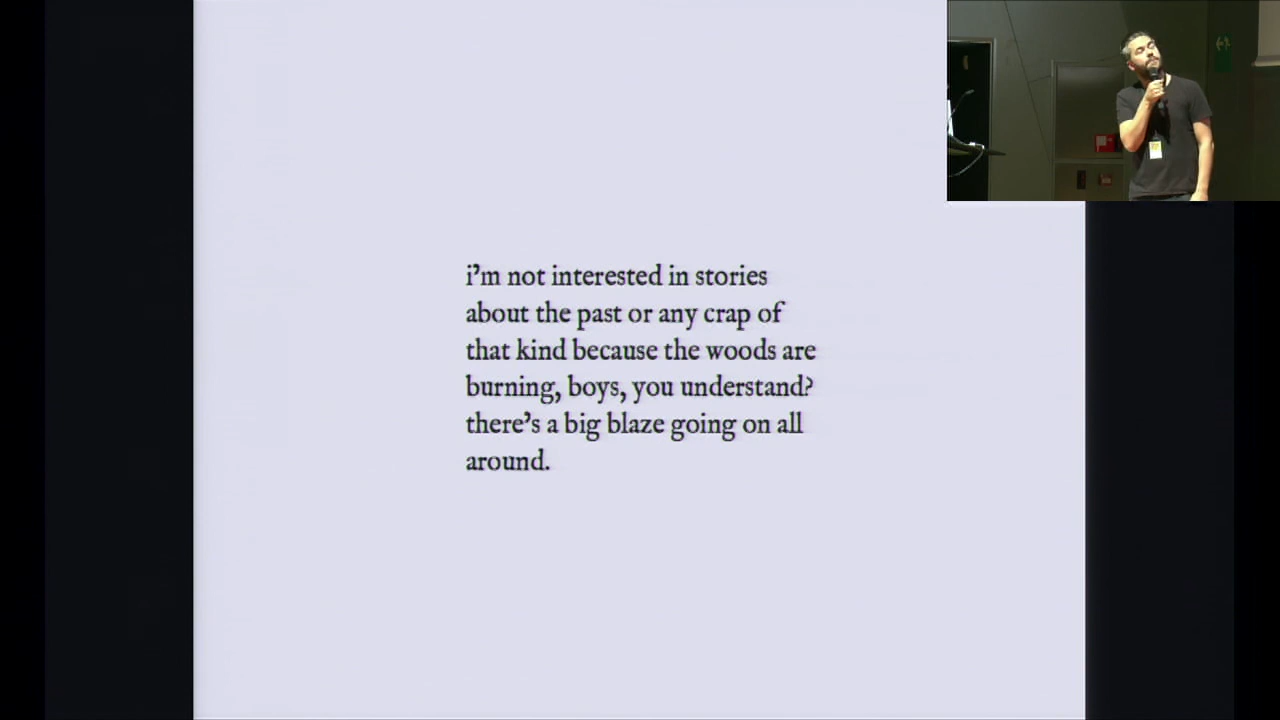 i’m not interested in stories
about the past or any crap of
that kind because the woods are
burning, boys, you understand?
there’s a big blaze going on all
around.